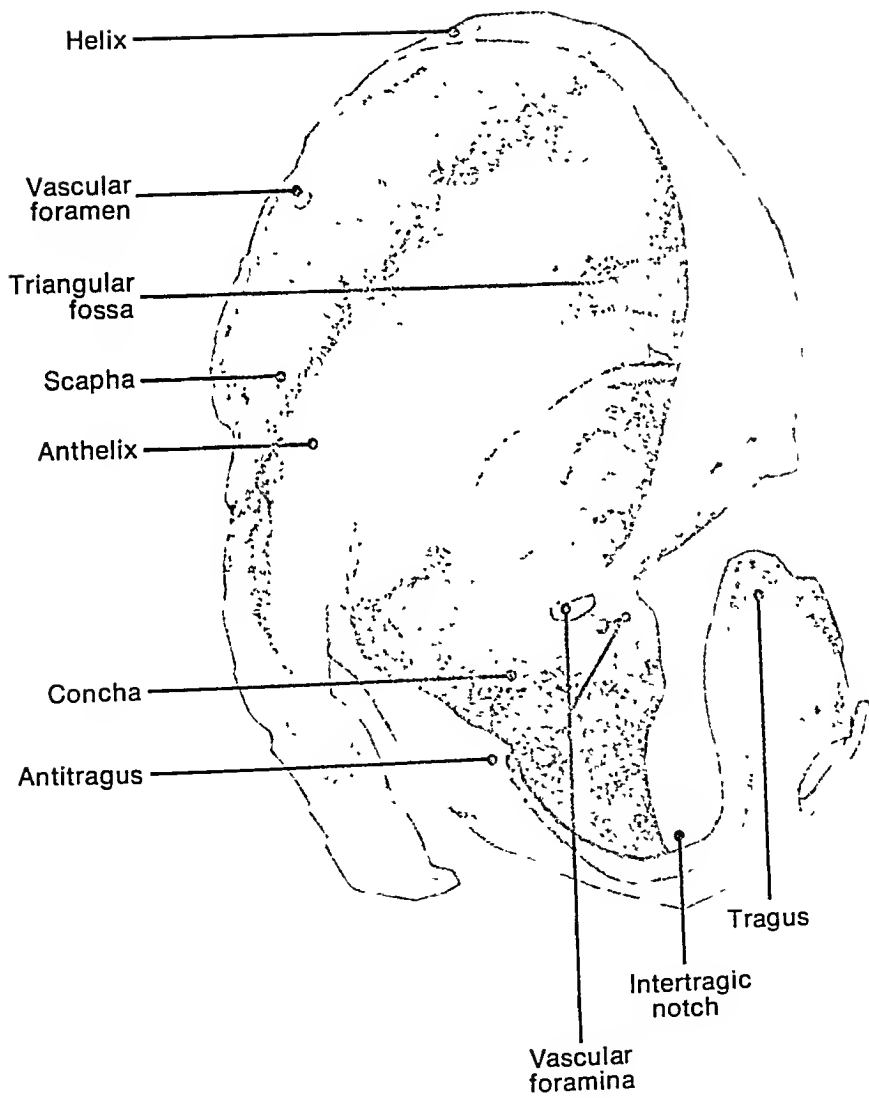 Helix
Vascular
foramen
Triangular
fossa
Scapha
Anthelix
Concha
Antitragus
Tragus
Intertragic
notch
Vascular
foramina